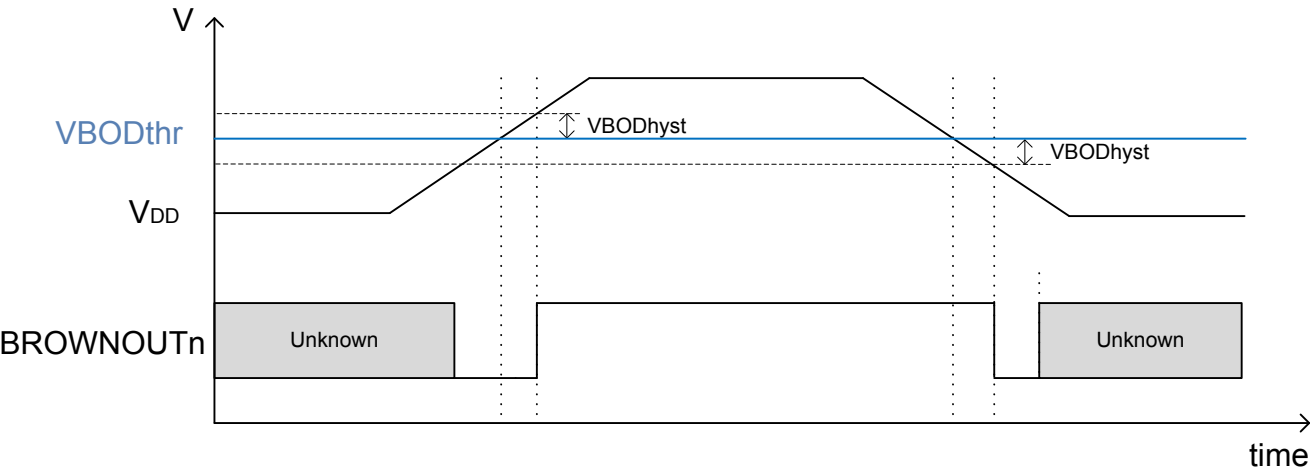 V
VBODhyst
VBODthr
VBODhyst
VDD
BROWNOUTn
Unknown
Unknown
time